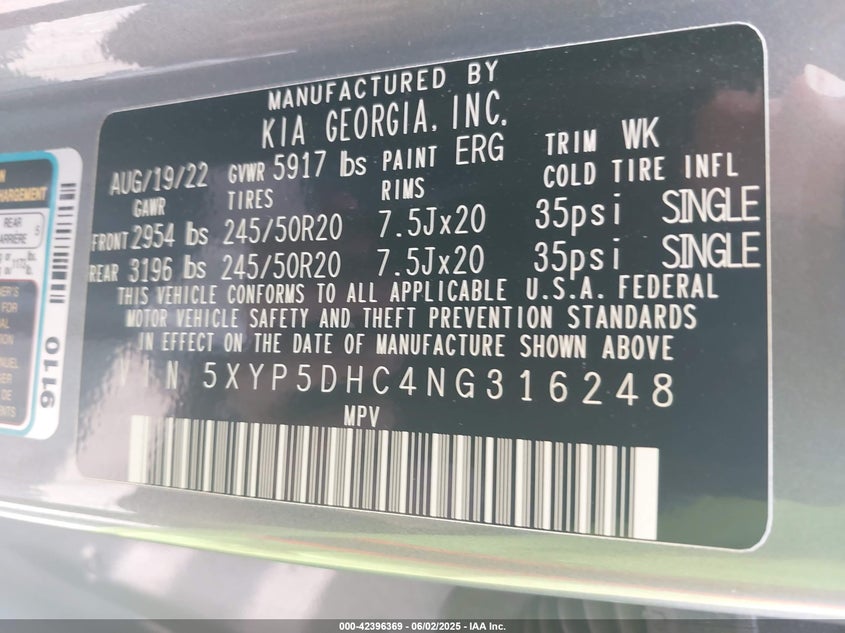 MANUFACTURED BY
KIA GEORGIA, INC.
AUG/19/22 GVWR 5917 lbs PAINT ERG TRIM WK
GAWR TIRES RIMS COLD TIRE INFL
FRONT 2954 lbs 245/50R20 7.5Jx20 35psi SINGLE
REAR 3196 lbs 245/50R20 7.5Jx20 35psi SINGLE
THIS VEHICLE CONFORMS TO ALL APPLICABLE U.S.A. FEDERAL
MOTOR VEHICLE SAFETY AND THEFT PREVENTION STANDARDS
IN EFFECT ON THE DATE OF MANUFACTURE SHOWN ABOVE
VIN 5XYP5DHC4NG316248
MPV
REAR 5
9110
000-42396369 - 06/02/2025 - IAA Inc.